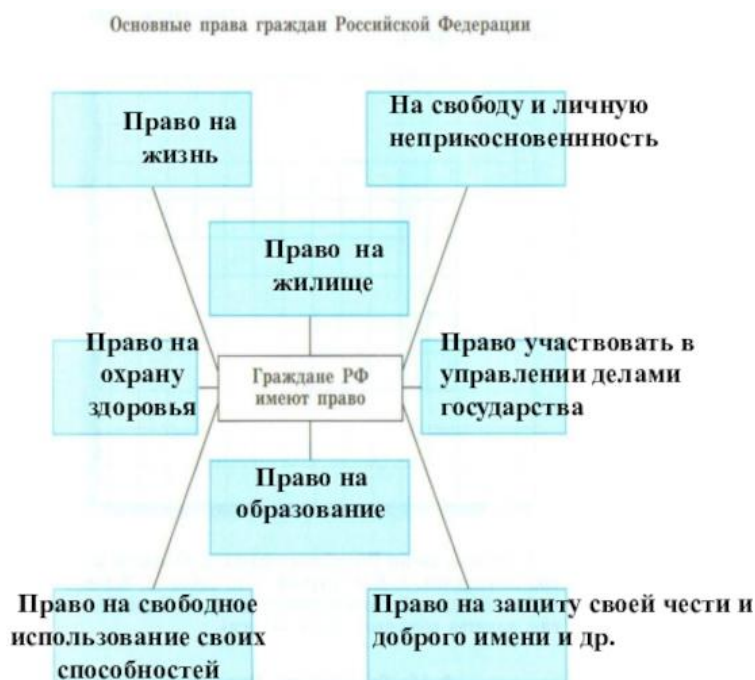 Основные права граждан Российской Федерации
Право на
жизнь
На свободу и личную
неприкосновеннность
Право на
жилище
Право на
охрану
здоровья
Граждане РФ
имеют право
Право участвовать в
управлении делами
государства
Право на
образование
Право на свободное
использование своих
способностей
Право на защиту своей чести и
доброго имени и др.